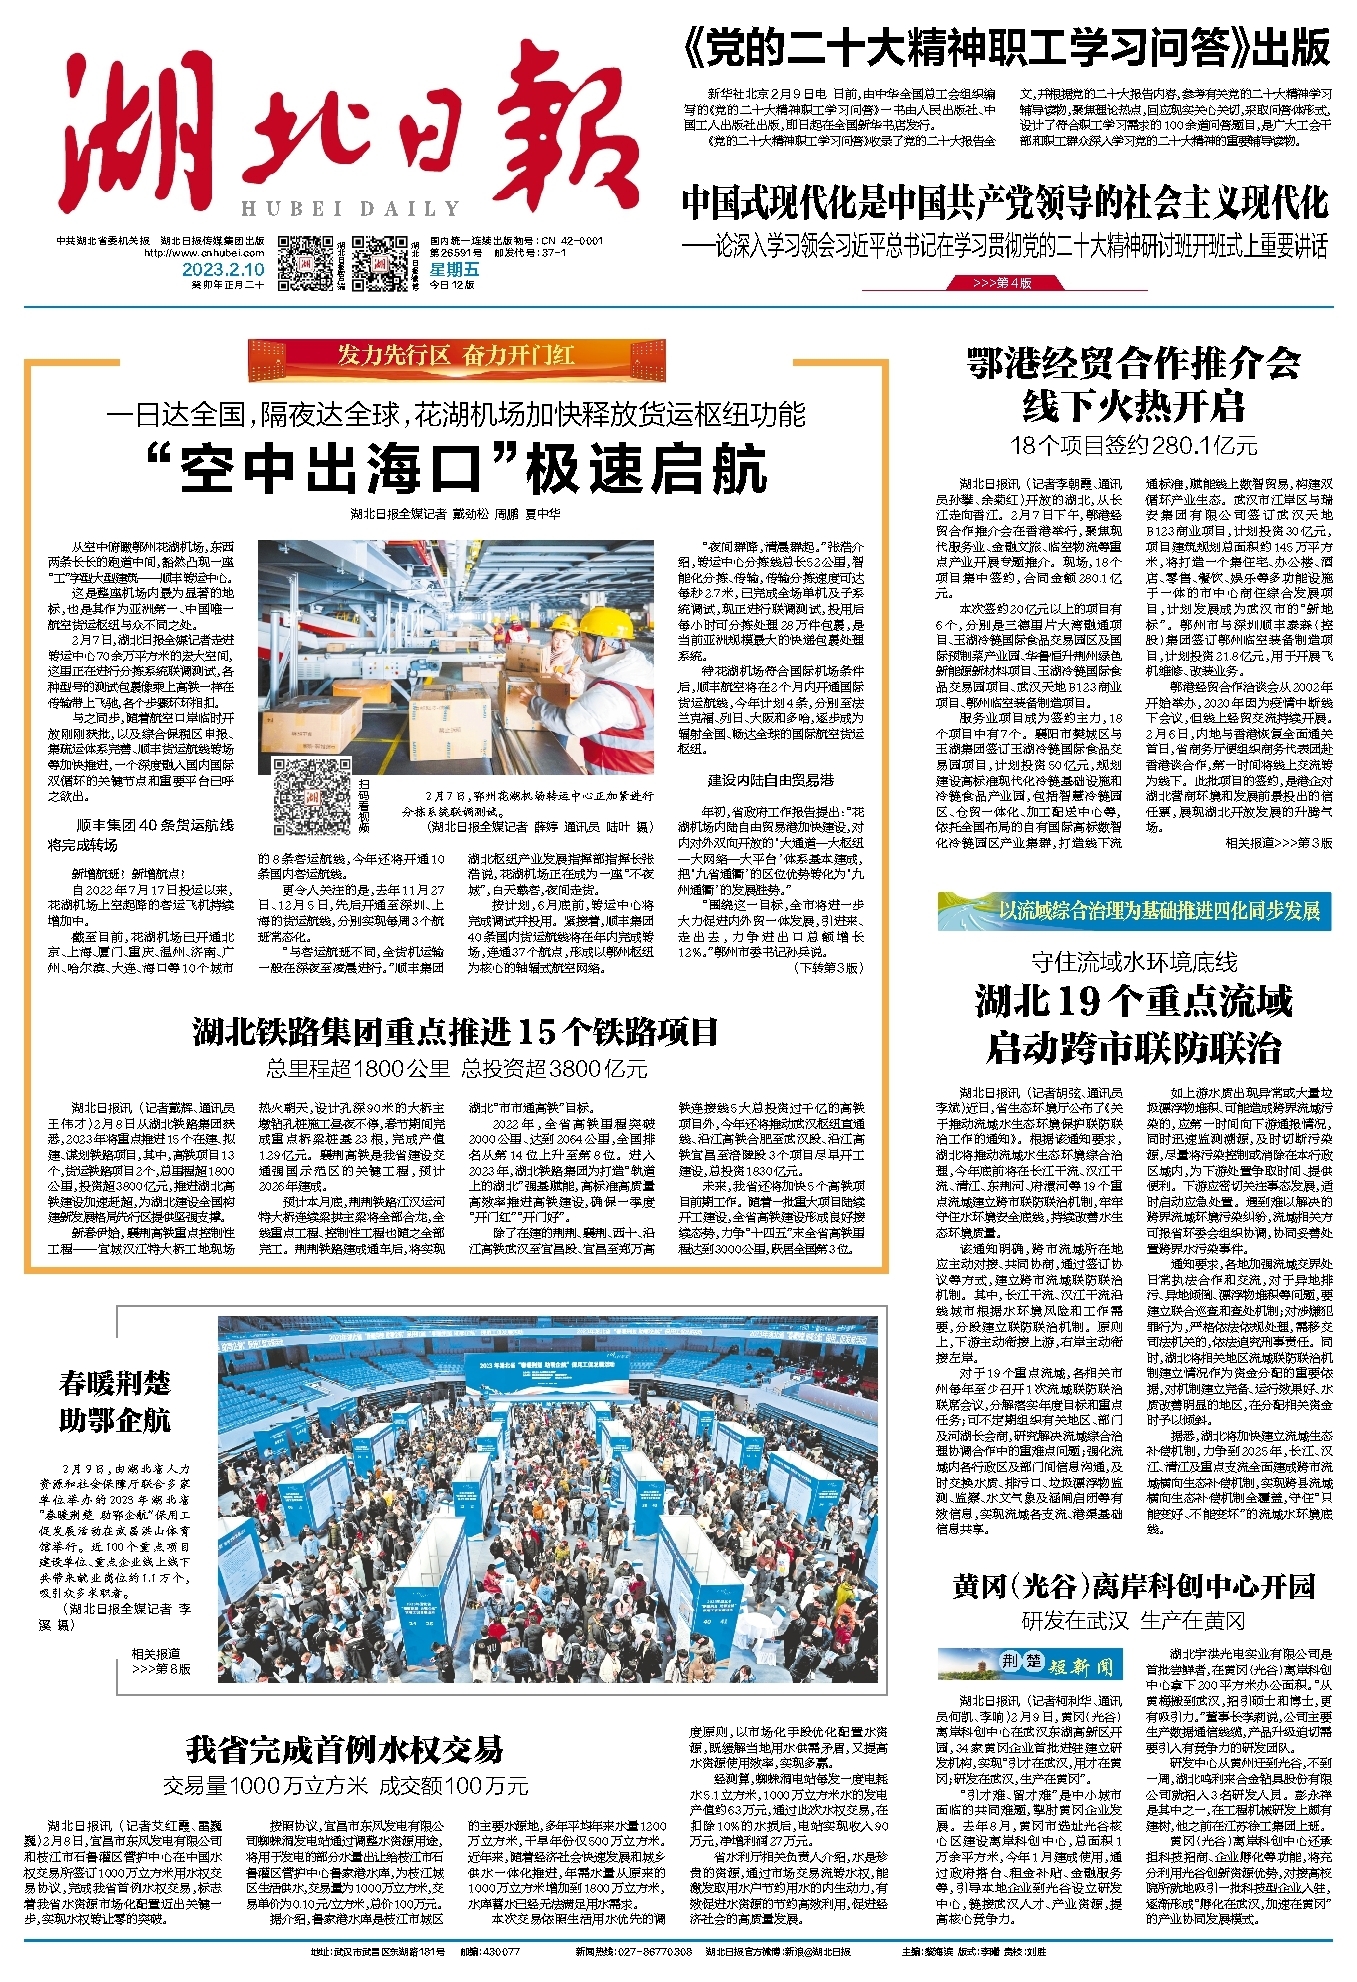 湖北日報
HUBEI DAILY
中共湖北省委机关报 湖北日报传媒集团出版
http://www.cnhubei.com
2023.2.10
癸卯年正月二十
国内统一连续出版物号：CN 42-0001
第26591号 邮发代号：37-1
星期五
今日12版
《党的二十大精神职工学习问答》出版
新华社北京2月9日电 日前，由中华全国总工会组织编
写的《党的二十大精神职工学习问答》一书由人民出版社、中
国工人出版社出版，即日起在全国新华书店发行。
《党的二十大精神职工学习问答》收录了党的二十大报告全
文，并根据党的二十大报告内容，参考有关党的二十大精神学习
辅导读物，聚焦理论热点，回应现实关心关切，采取问答体形式，
设计了符合职工学习需求的100余道问答题目，是广大工会干
部和职工群众深入学习党的二十大精神的重要辅导读物。
中国式现代化是中国共产党领导的社会主义现代化
——论深入学习领会习近平总书记在学习贯彻党的二十大精神研讨班开班式上重要讲话
>>>第4版
发力先行区 奋力开门红
一日达全国，隔夜达全球，花湖机场加快释放货运枢纽功能
“空中出海口”极速启航
湖北日报全媒记者 戴劲松 周鹏 夏中华
从空中俯瞰鄂州花湖机场，东西
两条长长的跑道中间，豁然凸现一座
“工”字型大型建筑——顺丰转运中心。
这是整座机场内最为显著的地
标，也是其作为亚洲第一、中国唯一
航空货运枢纽与众不同之处。
2月7日，湖北日报全媒记者走进
转运中心70余万平方米的宏大空间，
这里正在进行分拣系统联调测试，各
种型号的测试包裹像乘上高铁一样在
传输带上飞驰，各个步骤环环相扣。
与之同步，随着航空口岸临时开
放刚刚获批，以及综合保税区申报、
集疏运体系完善、顺丰货运航线转场
等加快推进，一个深度融入国内国际
双循环的关键节点和重要平台已呼
之欲出。
顺丰集团40条货运航线
将完成转场
新增航班！新增航点！
自2022年7月17日投运以来，
花湖机场上空起降的客运飞机持续
增加中。
截至目前，花湖机场已开通北
京、上海、厦门、重庆、温州、济南、广
州、哈尔滨、大连、海口等10个城市
扫码看视频
2月7日，鄂州花湖机场转运中心正加紧进行
分拣系统联调测试。
（湖北日报全媒记者 薛婷 通讯员 陆叶 摄）
的8条客运航线，今年还将开通10
条国内客运航线。
更令人关注的是，去年11月27
日、12月5日，先后开通至深圳、上
海的货运航线，分别实现每周3个航
班常态化。
“与客运航班不同，全货机运输
一般在深夜至凌晨进行。”顺丰集团
湖北枢纽产业发展指挥部指挥长张
浩说，花湖机场正在成为一座“不夜
城”，白天载客，夜间走货。
按计划，6月底前，转运中心将
完成调试并投用。紧接着，顺丰集团
40条国内货运航线将在年内完成转
场，连通37个航点，形成以鄂州枢纽
为核心的轴辐式航空网络。
“夜间群降，清晨群起。”张浩介
绍，转运中心分拣线总长52公里，智
能化分拣、传输，传输分拣速度可达
每秒2.7米，已完成全场单机及子系
统调试，现正进行联调测试，投用后
每小时可分拣处理28万件包裹，是
当前亚洲规模最大的快递包裹处理
系统。
待花湖机场符合国际机场条件
后，顺丰航空将在2个月内开通国际
货运航线，今年计划4条，分别至法
兰克福、列日、大阪和多哈，逐步成为
辐射全国、畅达全球的国际航空货运
枢纽。
建设内陆自由贸易港
年初，省政府工作报告提出：“花
湖机场内陆自由贸易港加快建设，对
内对外双向开放的‘大通道—大枢纽
—大网络—大平台’体系基本建成，
把‘九省通衢’的区位优势转化为‘九
州通衢’的发展胜势。”
“围绕这一目标，全市将进一步
大力促进内外贸一体发展，引进来、
走出去，力争进出口总额增长
12%。”鄂州市委书记孙兵说。
（下转第3版）
湖北铁路集团重点推进15个铁路项目
总里程超1800公里 总投资超3800亿元
湖北日报讯（记者戴辉、通讯员
王伟才）2月8日从湖北铁路集团获
悉，2023年将重点推进15个在建、拟
建、谋划铁路项目，其中，高铁项目13
个，货运铁路项目2个，总里程超1800
公里，投资超3800亿元，推进湖北高
铁建设加速赶超，为湖北建设全国构
建新发展格局先行区提供坚强支撑。
新春伊始，襄荆高铁重点控制性
工程——宜城汉江特大桥工地现场
热火朝天，设计孔深90米的大桥主
墩钻孔桩施工昼夜不停，春节期间完
成重点桥梁桩基23根，完成产值
1.29亿元。襄荆高铁是我省建设交
通强国示范区的关键工程，预计
2026年建成。
预计本月底，荆荆铁路江汉运河
特大桥连续梁拱主梁将全部合龙，全
线重点工程、控制性工程也随之全部
完工。荆荆铁路建成通车后，将实现
湖北“市市通高铁”目标。
2022年，全省高铁里程突破
2000公里、达到2064公里，全国排
名从第14位上升至第8位。进入
2023年，湖北铁路集团为打造“轨道
上的湖北”强基赋能，高标准高质量
高效率推进高铁建设，确保一季度
“开门红”“开门好”。
除了在建的荆荆、襄荆、西十、沿
江高铁武汉至宜昌段、宜昌至郑万高
铁连接线5大总投资过千亿的高铁
项目外，今年还将推动武汉枢纽直通
线、沿江高铁合肥至武汉段、沿江高
铁宜昌至涪陵段3个项目尽早开工
建设，总投资1830亿元。
未来，我省还将加快5个高铁项
目前期工作。随着一批重大项目陆续
开工建设，全省高铁建设形成良好接
续态势，力争“十四五”末全省高铁里
程达到3000公里，跃居全国第3位。
春暖荆楚
助鄂企航
2月9日，由湖北省人力
资源和社会保障厅联合多家
单位举办的2023年湖北省
“春暖荆楚 助鄂企航”保用工
促发展活动在武昌洪山体育
馆举行。近100个重点项目
建设单位、重点企业线上线下
共带来就业岗位约1.1万个，
吸引众多求职者。
（湖北日报全媒记者 李
溪 摄）
相关报道
>>>第8版
我省完成首例水权交易
交易量1000万立方米 成交额100万元
湖北日报讯（记者艾红霞、雷巍
巍）2月8日，宜昌市东风发电有限公司
和枝江市石鲁灌区管护中心在中国水
权交易所签订1000万立方米用水权交
易协议，完成我省首例水权交易，标志
着我省水资源市场化配置迈出关键一
步，实现水权转让零的突破。
按照协议，宜昌市东风发电有限公
司蜘蛛洞发电站通过调整水资源用途，
将用于发电的部分水量出让给枝江市石
鲁灌区管护中心鲁家港水库，为枝江城
区生活供水，交易量为1000万立方米，交
易单价为0.10元/立方米，总价100万元。
据介绍，鲁家港水库是枝江市城区
的主要水源地，多年平均年来水量1200
万立方米，干旱年份仅500万立方米。
近年来，随着经济社会快速发展和城乡
供水一体化推进，年需水量从原来的
1000万立方米增加到1800万立方米，
水库蓄水已经无法满足用水需求。
本次交易依照生活用水优先的调
度原则，以市场化手段优化配置水资
源，既缓解当地用水供需矛盾，又提高
水资源使用效率，实现多赢。
经测算，蜘蛛洞电站每发一度电耗
水5.1立方米，1000万立方米水的发电
产值约63万元，通过此次水权交易，在
扣除10%的水损后，电站实现收入90
万元，净增利润27万元。
省水利厅相关负责人介绍，水是珍
贵的资源，通过市场交易流转水权，能
激发取用水户节约用水的内生动力，有
效促进水资源的节约高效利用，促进经
济社会的高质量发展。
鄂港经贸合作推介会
线下火热开启
18个项目签约280.1亿元
湖北日报讯（记者李朝霞、通讯
员孙攀、余菊红）开放的湖北，从长
江走向香江。2月7日下午，鄂港经
贸合作推介会在香港举行，聚焦现
代服务业、金融文旅、临空物流等重
点产业开展专题推介。现场，18个
项目集中签约，合同金额280.1亿
元。
本次签约20亿元以上的项目有
6个，分别是三德里片大湾融通项
目、玉湖冷链国际食品交易园区及国
际预制菜产业园、华鲁恒升荆州绿色
新能源新材料项目、玉湖冷链国际食
品交易园项目、武汉天地B123商业
项目、鄂州临空装备制造项目。
服务业项目成为签约主力，18
个项目中有7个。襄阳市樊城区与
玉湖集团签订玉湖冷链国际食品交
易园项目，计划投资50亿元，规划
建设高标准现代化冷链基础设施和
冷链食品产业园，包括智慧冷链园
区、仓贸一体化、加工配送中心等，
依托全国布局的自有国际高标数智
化冷链园区产业集群，打造线下流
通标准，赋能线上数智贸易，构建双
循环产业生态。武汉市江岸区与瑞
安集团有限公司签订武汉天地
B123商业项目，计划投资30亿元，
项目建筑规划总面积约14.5万平方
米，将打造一个集住宅、办公楼、酒
店、零售、餐饮、娱乐等多功能设施
于一体的市中心商住综合发展项
目，计划发展成为武汉市的“新地
标”。鄂州市与深圳顺丰泰森（控
股）集团签订鄂州临空装备制造项
目，计划投资21.8亿元，用于开展飞
机维修、改装业务。
鄂港经贸合作洽谈会从2002年
开始举办，2020年因为疫情中断线
下会议，但线上经贸交流持续开展。
2月6日，内地与香港恢复全面通关
首日，省商务厅便组织商务代表团赴
香港谈合作，第一时间将线上交流转
为线下。此批项目的签约，是港企对
湖北营商环境和发展前景投出的信
任票，展现湖北开放发展的升腾气
场。
相关报道>>>第3版
以流域综合治理为基础推进四化同步发展
守住流域水环境底线
湖北19个重点流域
启动跨市联防联治
湖北日报讯（记者胡弦、通讯员
李斌）近日，省生态环境厅公布了《关
于推动流域水生态环境保护联防联
治工作的通知》。根据该通知要求，
湖北将推动流域水生态环境综合治
理，今年底前将在长江干流、汉江干
流、清江、东荆河、府澴河等19个重
点流域建立跨市联防联治机制，牢牢
守住水环境安全底线，持续改善水生
态环境质量。
该通知明确，跨市流域所在地
应主动对接、共同协商，通过签订协
议等方式，建立跨市流域联防联治
机制。其中，长江干流、汉江干流沿
线城市根据水环境风险和工作需
要，分段建立联防联治机制。原则
上，下游主动衔接上游，右岸主动衔
接左岸。
对于19个重点流域，各相关市
州每年至少召开1次流域联防联治
联席会议，分解落实年度目标和重点
任务；可不定期组织有关地区、部门
及河湖长会商，研究解决流域综合治
理协调合作中的重难点问题；强化流
域内各行政区及部门间信息沟通，及
时交换水质、排污口、垃圾漂浮物监
测、监察、水文气象及涵闸启闭等有
效信息，实现流域各支流、港渠基础
信息共享。
如上游水质出现异常或大量垃
圾漂浮物堆积、可能造成跨界流域污
染的，应第一时间向下游通报情况，
同时迅速监测溯源，及时切断污染
源，尽量将污染控制或消除在本行政
区域内，为下游处置争取时间、提供
便利。下游应密切关注事态发展，适
时启动应急处置。遇到难以解决的
跨界流域环境污染纠纷，流域相关方
可报省环委会组织协调，协同妥善处
置跨界水污染事件。
通知要求，各地加强流域交界处
日常执法合作和交流，对于异地排
污、异地倾倒、漂浮物堆积等问题，要
建立联合巡查和查处机制；对涉嫌犯
罪行为，严格依法依规处理，需移交
司法机关的，依法追究刑事责任。同
时，湖北将相关地区流域联防联治机
制建立情况作为资金分配的重要依
据，对机制建立完备、运行效果好、水
质改善明显的地区，在分配相关资金
时予以倾斜。
据悉，湖北将加快建立流域生态
补偿机制，力争到2025年，长江、汉
江、清江及重点支流全面建成跨市流
域横向生态补偿机制，实现跨县流域
横向生态补偿机制全覆盖，守住“只
能变好、不能变坏”的流域水环境底
线。
黄冈（光谷）离岸科创中心开园
研发在武汉 生产在黄冈
荆楚短新闻
湖北日报讯（记者柯利华、通讯
员何凯、李响）2月9日，黄冈（光谷）
离岸科创中心在武汉东湖高新区开
园，34家黄冈企业首批进驻建立研
发机构，实现“引才在武汉，用才在黄
冈；研发在武汉，生产在黄冈”。
“引才难、留才难”是中小城市
面临的共同难题，掣肘黄冈企业发
展。去年8月，黄冈市选址光谷核
心区建设离岸科创中心，总面积1
万余平方米，今年1月建成使用，通
过政府搭台、租金补贴、金融服务
等，引导本地企业到光谷设立研发
中心，链接武汉人才、产业资源，提
高核心竞争力。
湖北宇洪光电实业有限公司是
首批尝鲜者，在黄冈（光谷）离岸科创
中心拿下200平方米办公面积。“从
黄梅搬到武汉，招引硕士和博士，更
有吸引力。”董事长李莉说，公司主要
生产数据通信线缆，产品升级迫切需
要引入有竞争力的研发团队。
研发中心从黄州迁到光谷，不到
一周，湖北鸣利来合金钻具股份有限
公司就招入3名研发人员。彭永祥
是其中之一，在工程机械研发上颇有
建树，他之前在江苏徐工集团上班。
黄冈（光谷）离岸科创中心还承
担科技招商、企业孵化等功能，将充
分利用光谷创新资源优势，对接高校
院所就地吸引一批科技型企业入驻，
逐渐形成“孵化在武汉，加速在黄冈”
的产业协同发展模式。
地址：武汉市武昌区东湖路181号 邮编：430077 新闻热线：027-86770308 湖北日报官方微博：新浪@湖北日报 主编：蔡海滨 版式：李曦 责校：刘胜